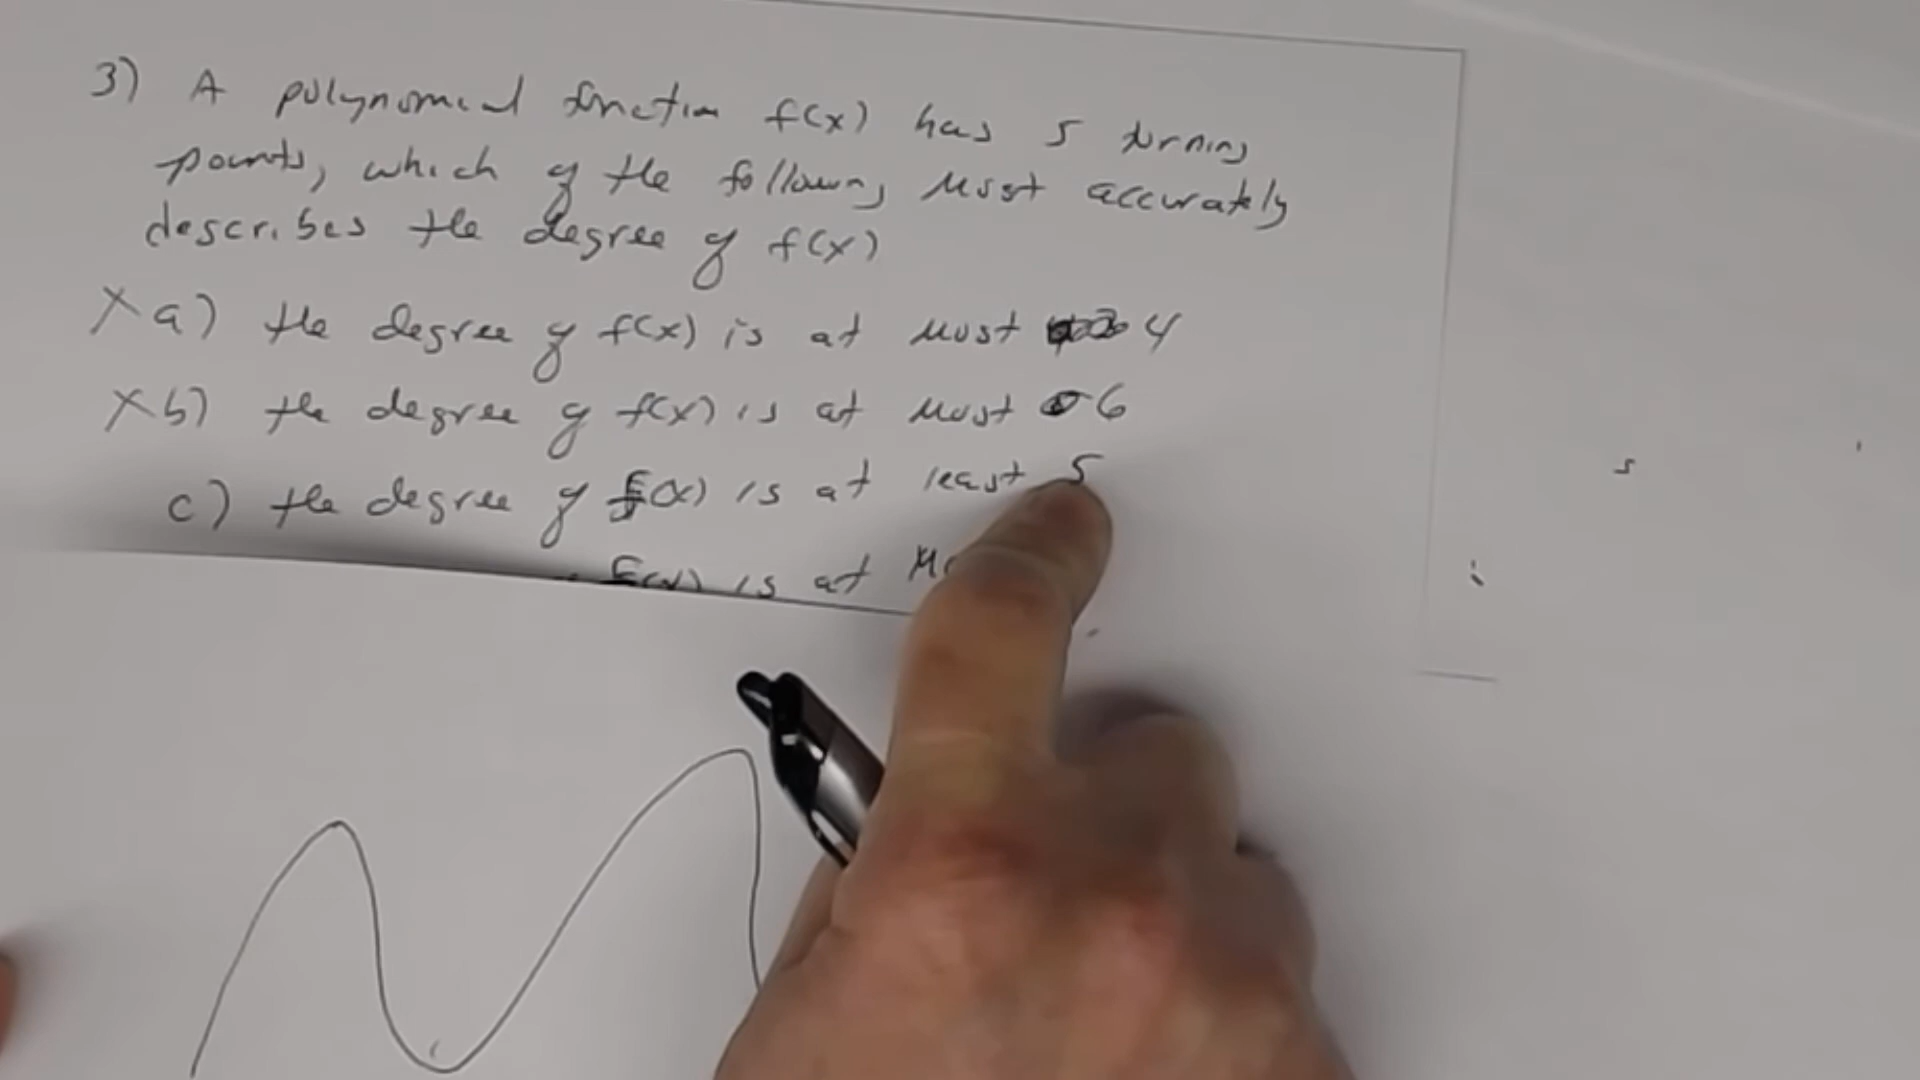 3) A polynomial function f(x) has 5 turning
points, which of the following most accurately
describes the degree of f(x)
X a) the degree of f(x) is at most 4
X b) the degree of f(x) is at most 6
c) the degree of f(x) is at least 5
f(x) is at